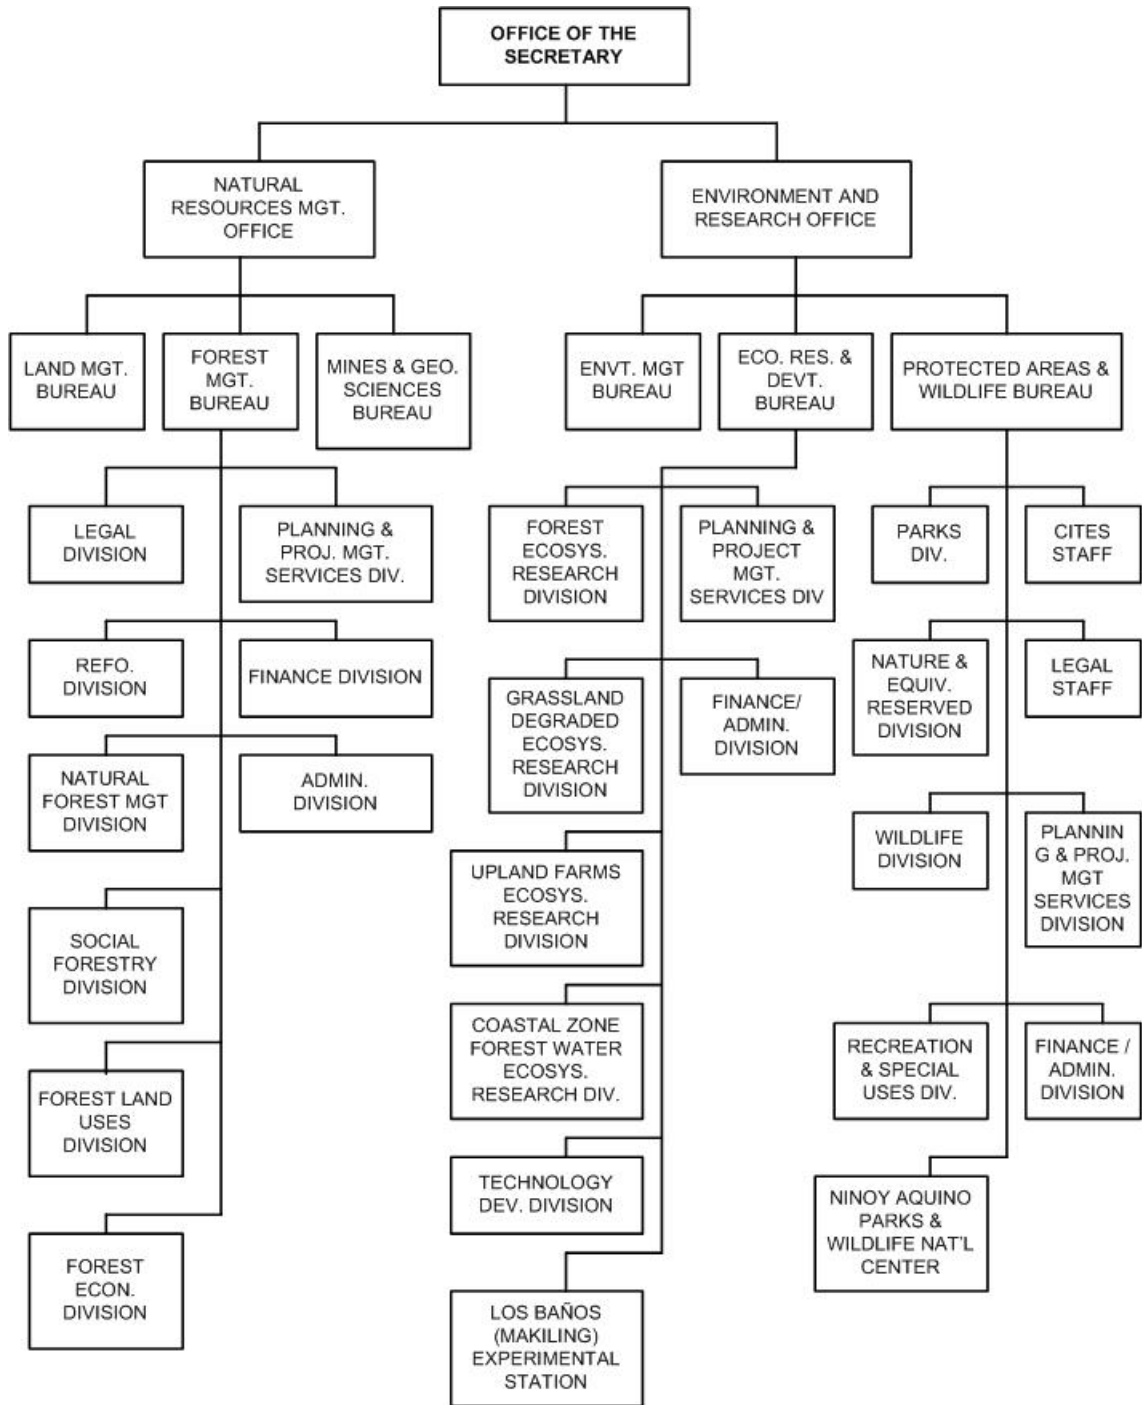 OFFICE OF THE
SECRETARY
NATURAL
RESOURCES MGT.
OFFICE
ENVIRONMENT AND
RESEARCH OFFICE
LAND MGT.
BUREAU
FOREST
MGT.
BUREAU
MINES & GEO.
SCIENCES
BUREAU
ENVT. MGT
BUREAU
ECO. RES. &
DEVT.
BUREAU
PROTECTED AREAS &
WILDLIFE BUREAU
LEGAL
DIVISION
PLANNING &
PROJ. MGT.
SERVICES DIV.
REFO.
DIVISION
FINANCE DIVISION
NATURAL
FOREST MGT
DIVISION
ADMIN.
DIVISION
SOCIAL
FORESTRY
DIVISION
FOREST LAND
USES
DIVISION
FOREST
ECON.
DIVISION
FOREST
ECOSYS.
RESEARCH
DIVISION
PLANNING &
PROJECT
MGT.
SERVICES DIV
GRASSLAND
DEGRADED
ECOSYS.
RESEARCH
DIVISION
FINANCE/
ADMIN.
DIVISION
UPLAND FARMS
ECOSYS.
RESEARCH
DIVISION
COASTAL ZONE
FOREST WATER
ECOSYS.
RESEARCH DIV.
TECHNOLOGY
DEV. DIVISION
LOS BAÑOS
(MAKILING)
EXPERIMENTAL
STATION
PARKS
DIV.
CITES
STAFF
NATURE &
EQUIV.
RESERVED
DIVISION
LEGAL
STAFF
WILDLIFE
DIVISION
PLANNIN
G & PROJ.
MGT
SERVICES
DIVISION
RECREATION
& SPECIAL
USES DIV.
FINANCE /
ADMIN.
DIVISION
NINOY AQUINO
PARKS &
WILDLIFE NAT'L
CENTER